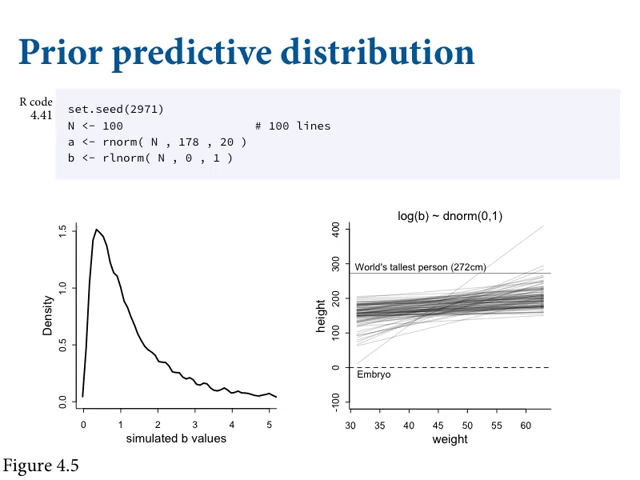 Prior predictive distribution
R code
4.41
set.seed(2971)
N <- 100 # 100 lines
a <- rnorm( N , 178 , 20 )
b <- rlnorm( N , 0 , 1 )
Density
0.0 0.5 1.0 1.5
0 1 2 3 4 5
simulated b values
log(b) ~ dnorm(0,1)
height
-100 0 100 200 300 400
World's tallest person (272cm)
Embryo
30 35 40 45 50 55 60
weight
Figure 4.5